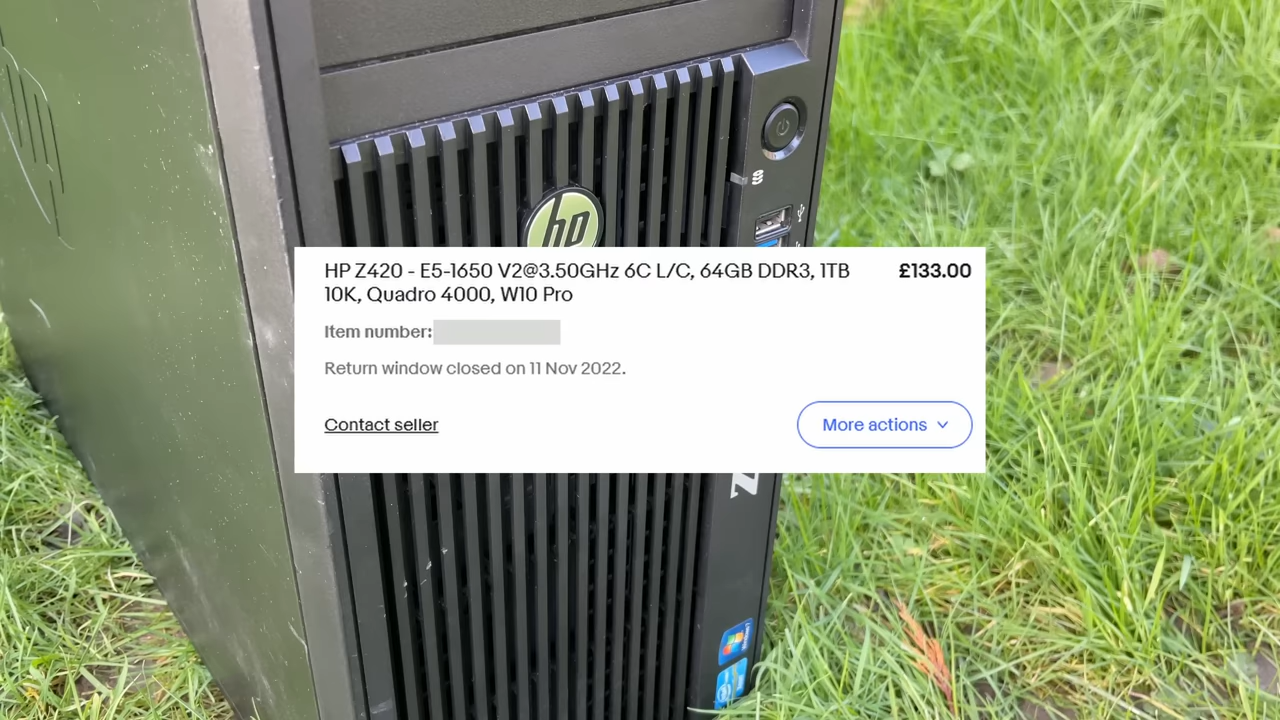 hp
HP Z420 - E5-1650 V2@3.50GHz 6C L/C, 64GB DDR3, 1TB £133.00
10K, Quadro 4000, W10 Pro
Item number:
Return window closed on 11 Nov 2022.
Contact seller
More actions
Z